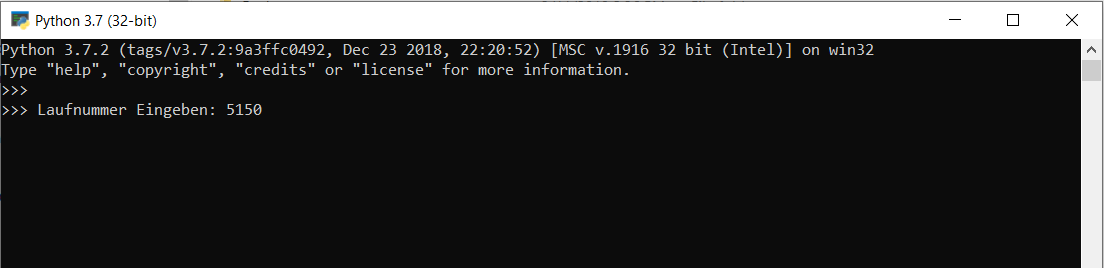 Python 3.7 (32-bit)
Python 3.7.2 (tags/v3.7.2:9a3ffc0492, Dec 23 2018, 22:20:52) [MSC v.1916 32 bit (Intel)] on win32
Type "help", "copyright", "credits" or "license" for more information.
>>>
>>> Laufnummer Eingeben: 5150